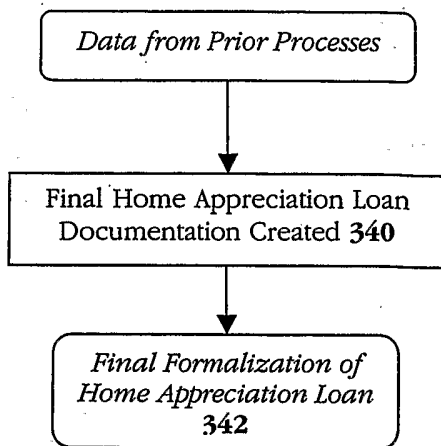 Data from Prior Processes
Final Home Appreciation Loan
Documentation Created 340
Final Formalization of
Home Appreciation Loan
342